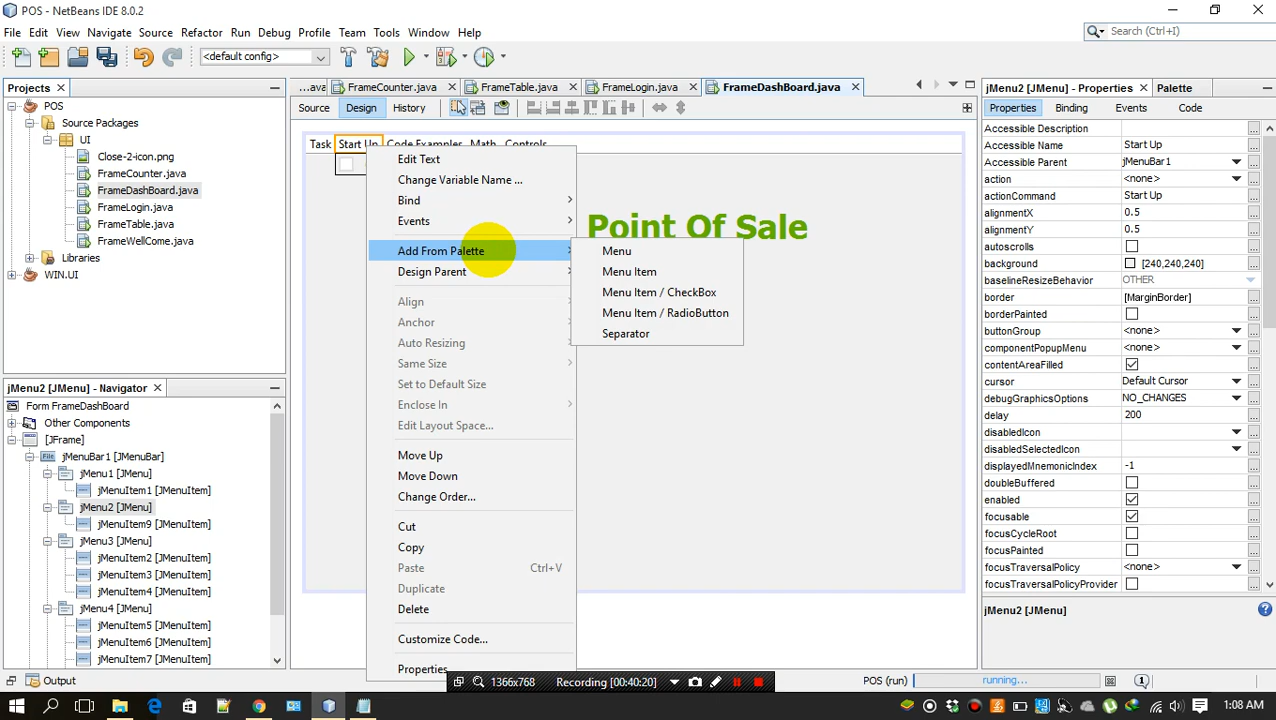 POS - NetBeans IDE 8.0.2
File Edit View Navigate Source Refactor Run Debug Profile Team Tools Window Help
Search (Ctrl+I)
<default config>
Projects
POS
Source Packages
UI
Close-2-icon.png
FrameCounter.java
FrameDashBoard.java
FrameLogin.java
FrameTable.java
FrameWellCome.java
Libraries
WIN.UI
jMenu2 [JMenu] - Navigator
Form FrameDashBoard
Other Components
[JFrame]
jMenuBar1 [JMenuBar]
jMenu1 [JMenu]
jMenuItem1 [JMenuItem]
jMenu2 [JMenu]
jMenuItem9 [JMenuItem]
jMenu3 [JMenu]
jMenuItem2 [JMenuItem]
jMenuItem3 [JMenuItem]
jMenuItem4 [JMenuItem]
jMenu4 [JMenu]
jMenuItem5 [JMenuItem]
jMenuItem6 [JMenuItem]
jMenuItem7 [JMenuItem]
Output
...ava FrameCounter.java FrameTable.java FrameLogin.java FrameDashBoard.java
Source Design History
Task Start Up Code Examples Math Controls
Point Of Sale
Edit Text
Change Variable Name ...
Bind
Events
Add From Palette
Design Parent
Align
Anchor
Auto Resizing
Same Size
Set to Default Size
Enclose In
Edit Layout Space...
Move Up
Move Down
Change Order...
Cut
Copy
Paste Ctrl+V
Duplicate
Delete
Customize Code...
Properties
Menu
Menu Item
Menu Item / CheckBox
Menu Item / RadioButton
Separator
jMenu2 [JMenu] - Properties Palette
Properties Binding Events Code
Accessible Description
Accessible Name Start Up
Accessible Parent jMenuBar1
action <none>
actionCommand Start Up
alignmentX 0.5
alignmentY 0.5
autoscrolls
background [240,240,240]
baselineResizeBehavior OTHER
border [MarginBorder]
borderPainted
buttonGroup <none>
componentPopupMenu <none>
contentAreaFilled
cursor Default Cursor
debugGraphicsOptions NO_CHANGES
delay 200
disabledIcon
disabledSelectedIcon
displayedMnemonicIndex -1
doubleBuffered
enabled
focusable
focusCycleRoot
focusPainted
focusTraversalPolicy <none>
focusTraversalPolicyProvider
jMenu2 [JMenu]
1366x768 Recording [00:40:20]
POS (run) running... 1
1:08 AM